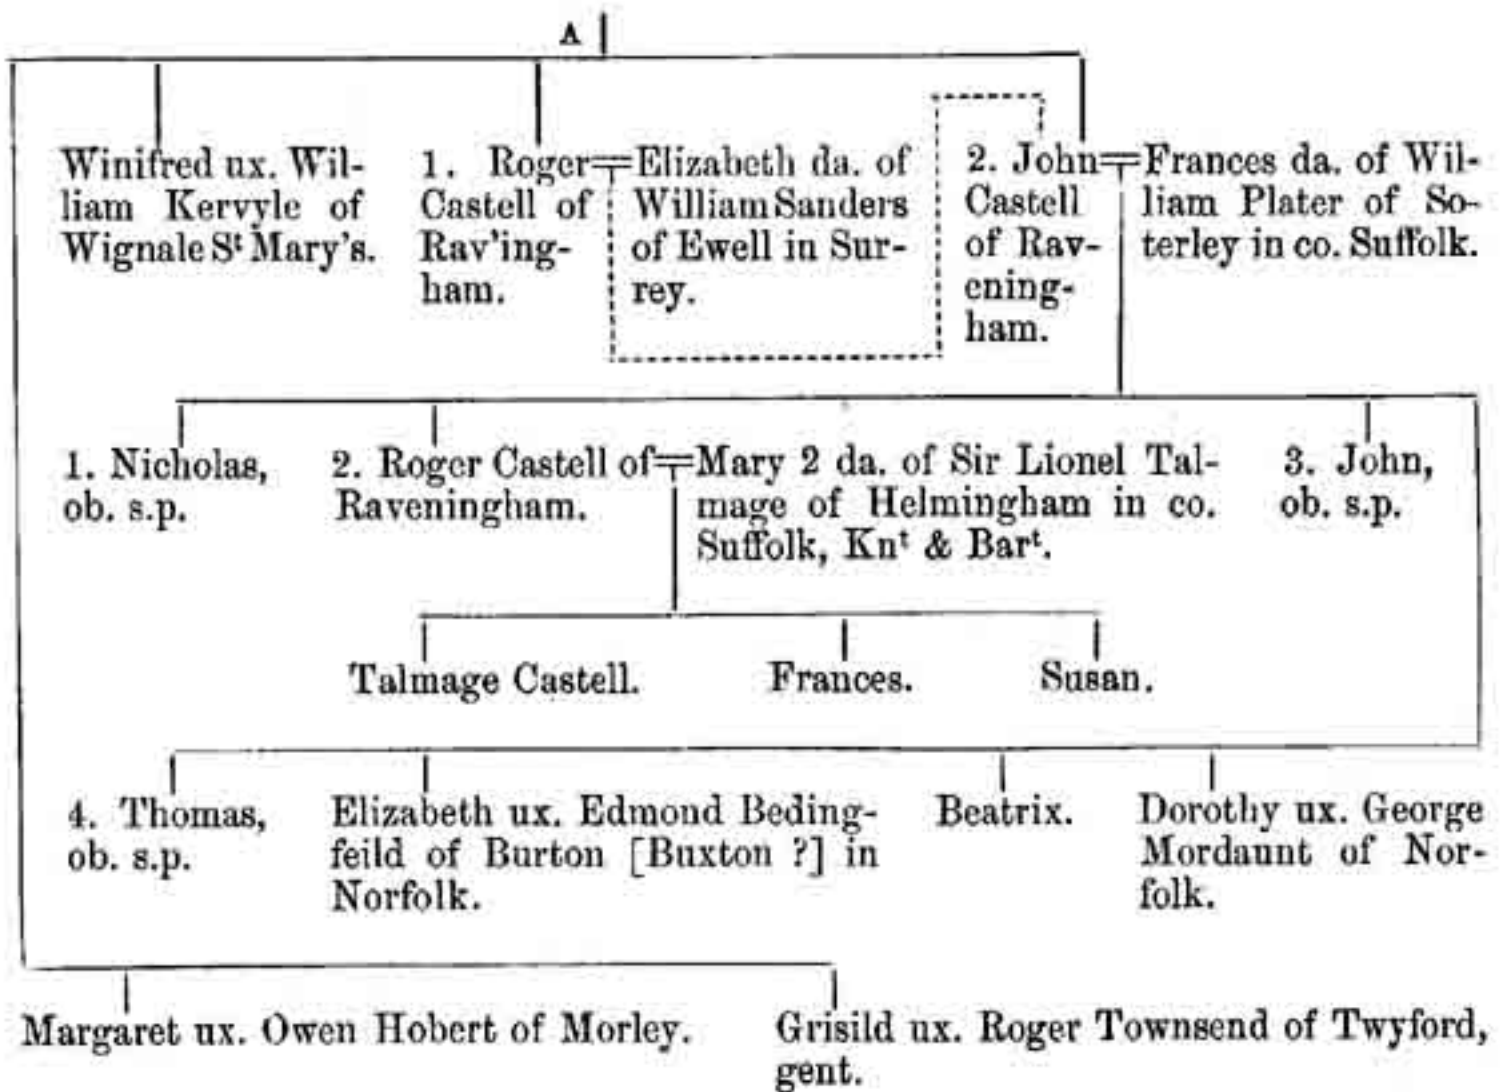 A
Winifred ux. Wil-
liam Kervyle of
Wignale Sᵗ Mary's.
1. Roger
Castell of
Rav'ing-
ham.
Elizabeth da. of
William Sanders
of Ewell in Sur-
rey.
2. John
Castell
of Rav-
ening-
ham.
Frances da. of Wil-
liam Plater of So-
terley in co. Suffolk.
1. Nicholas,
ob. s.p.
2. Roger Castell of
Raveningham.
Mary 2 da. of Sir Lionel Tal-
mage of Helmingham in co.
Suffolk, Knᵗ & Barᵗ.
3. John,
ob. s.p.
Talmage Castell.
Frances.
Susan.
4. Thomas,
ob. s.p.
Elizabeth ux. Edmond Beding-
feild of Burton [Buxton ?] in
Norfolk.
Beatrix.
Dorothy ux. George
Mordaunt of Nor-
folk.
Margaret ux. Owen Hobert of Morley.
Grisild ux. Roger Townsend of Twyford,
gent.